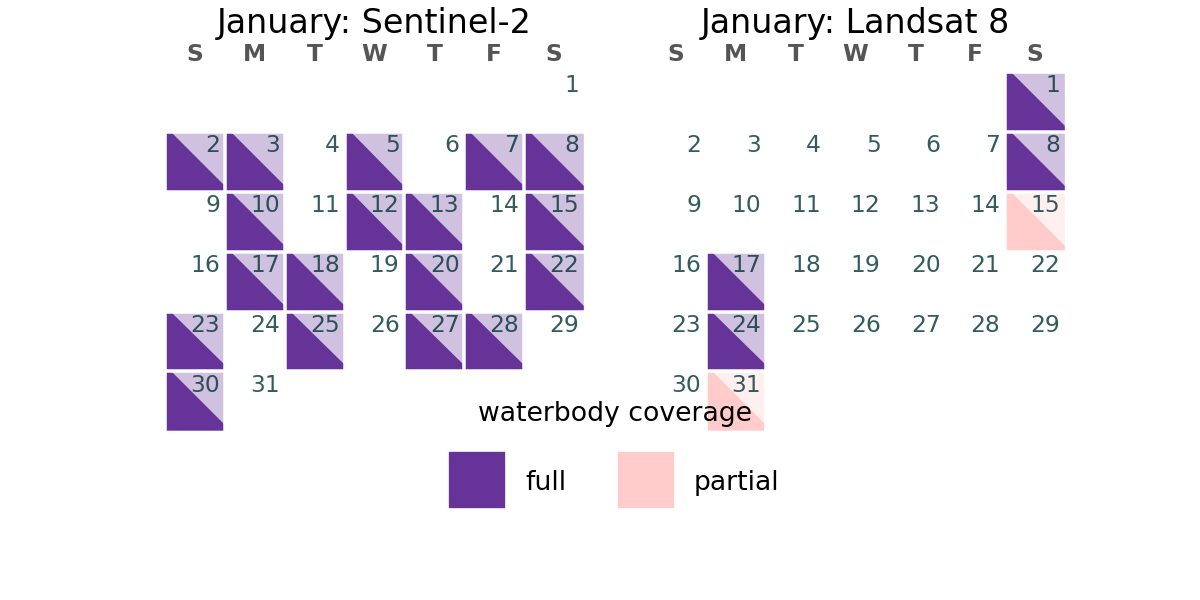 January: Sentinel-2
S M T W T F S
1
2 3 4 5 6 7 8
9 10 11 12 13 14 15
16 17 18 19 20 21 22
23 24 25 26 27 28 29
30 31
January: Landsat 8
S M T W T F S
1
2 3 4 5 6 7 8
9 10 11 12 13 14 15
16 17 18 19 20 21 22
23 24 25 26 27 28 29
30 31
waterbody coverage
full partial